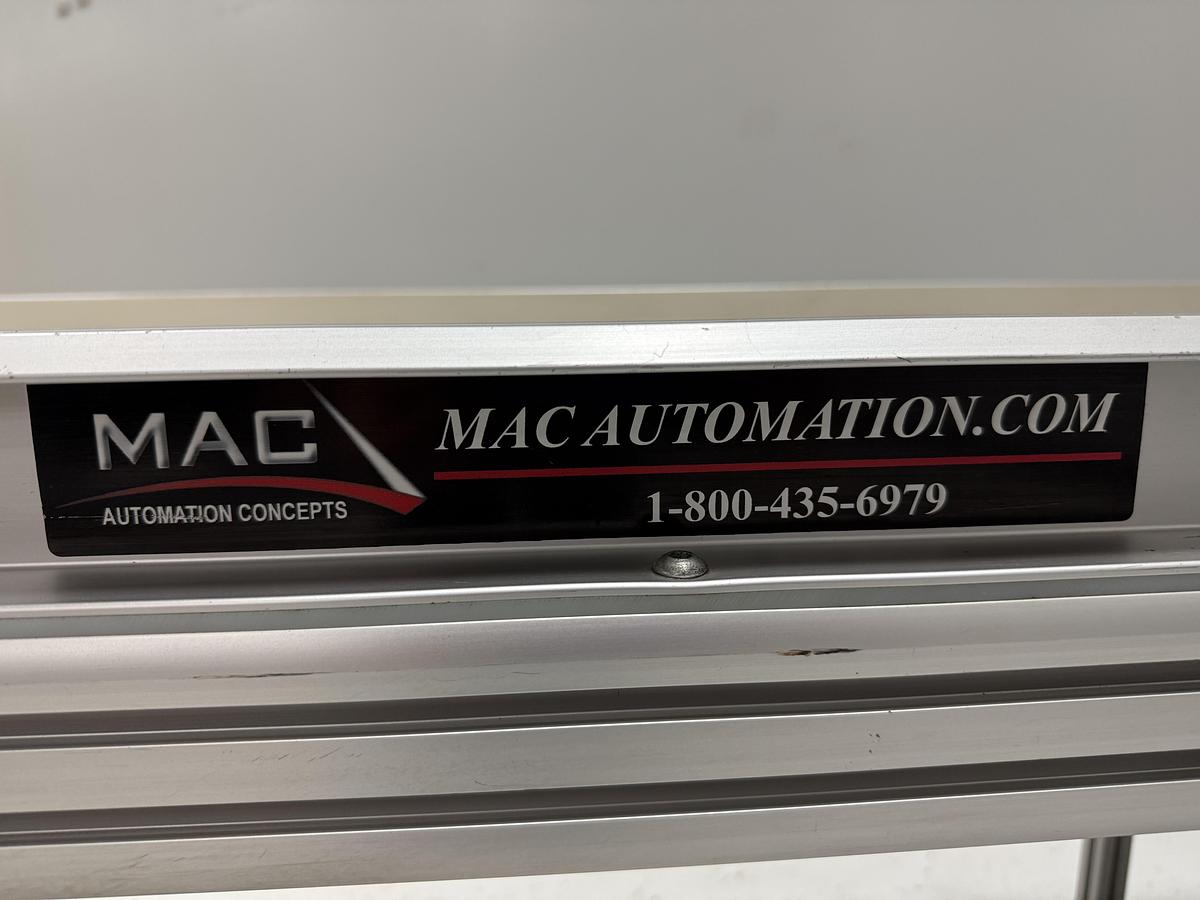 MAC
AUTOMATION CONCEPTS
MAC AUTOMATION.COM
1-800-435-6979